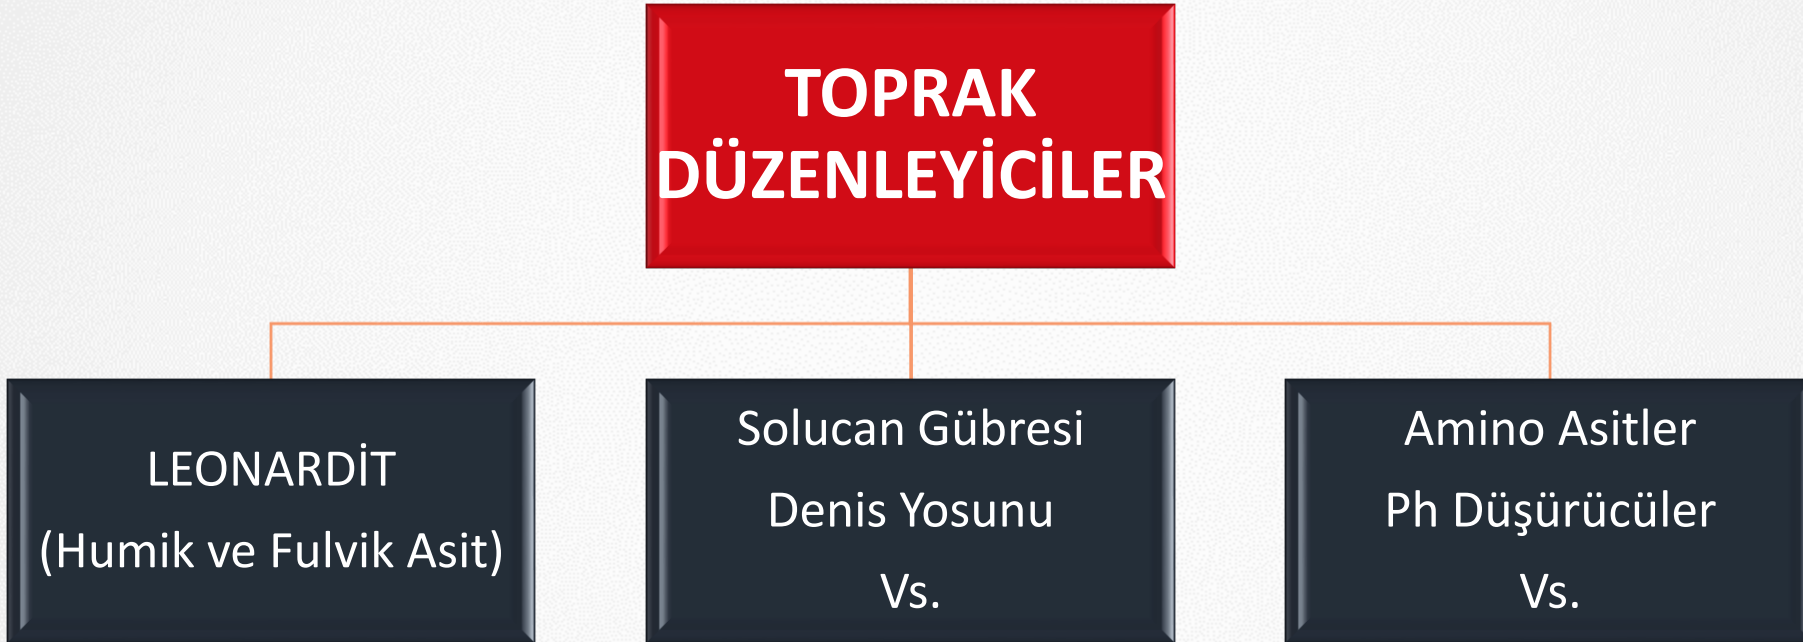 TOPRAK
DÜZENLEYİCİLER
LEONARDİT
(Humik ve Fulvik Asit)
Solucan Gübresi
Denis Yosunu
Vs.
Amino Asitler
Ph Düşürücüler
Vs.